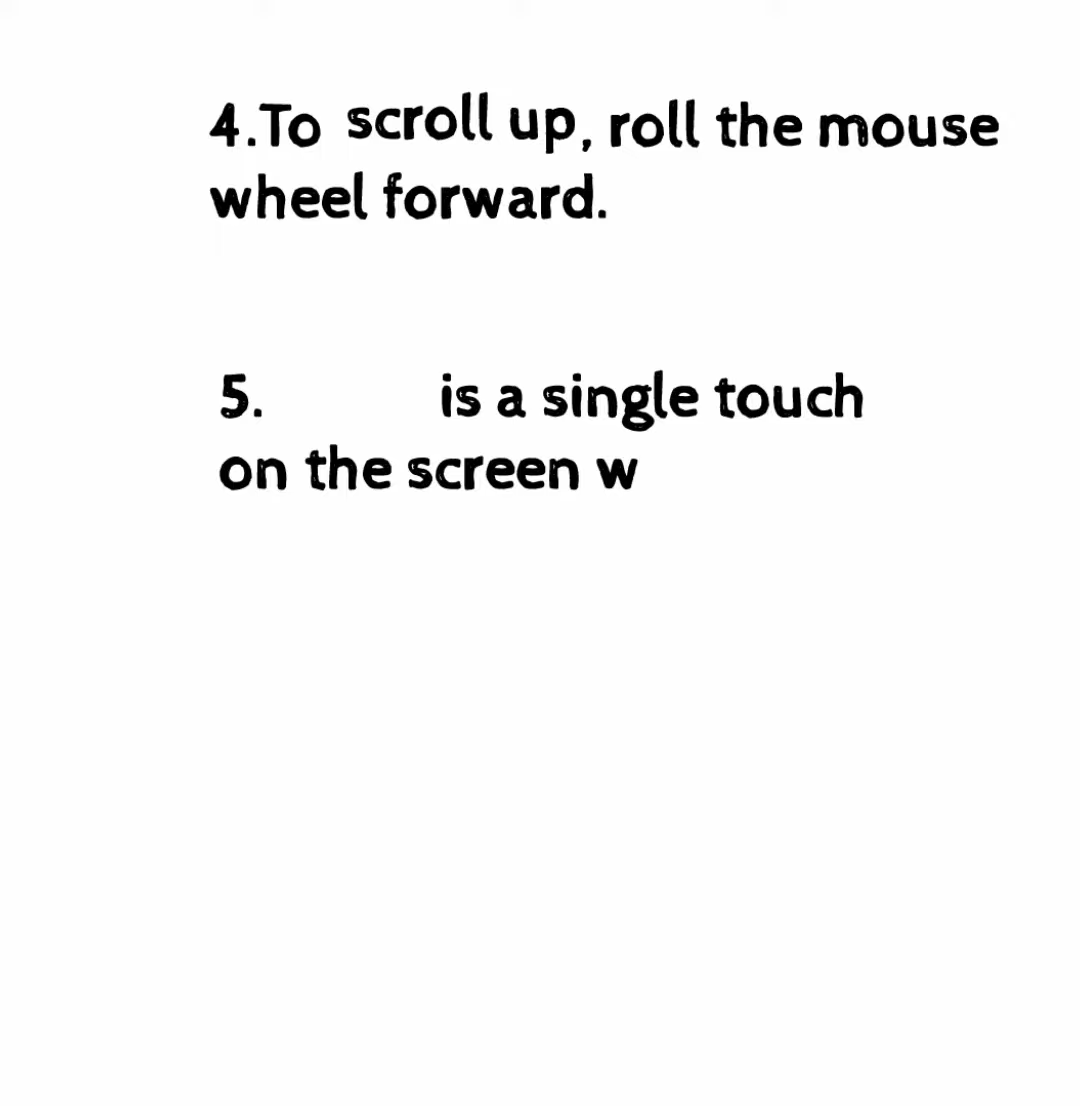 4.To scroll up, roll the mouse
wheel forward.
5. is a single touch
on the screen w